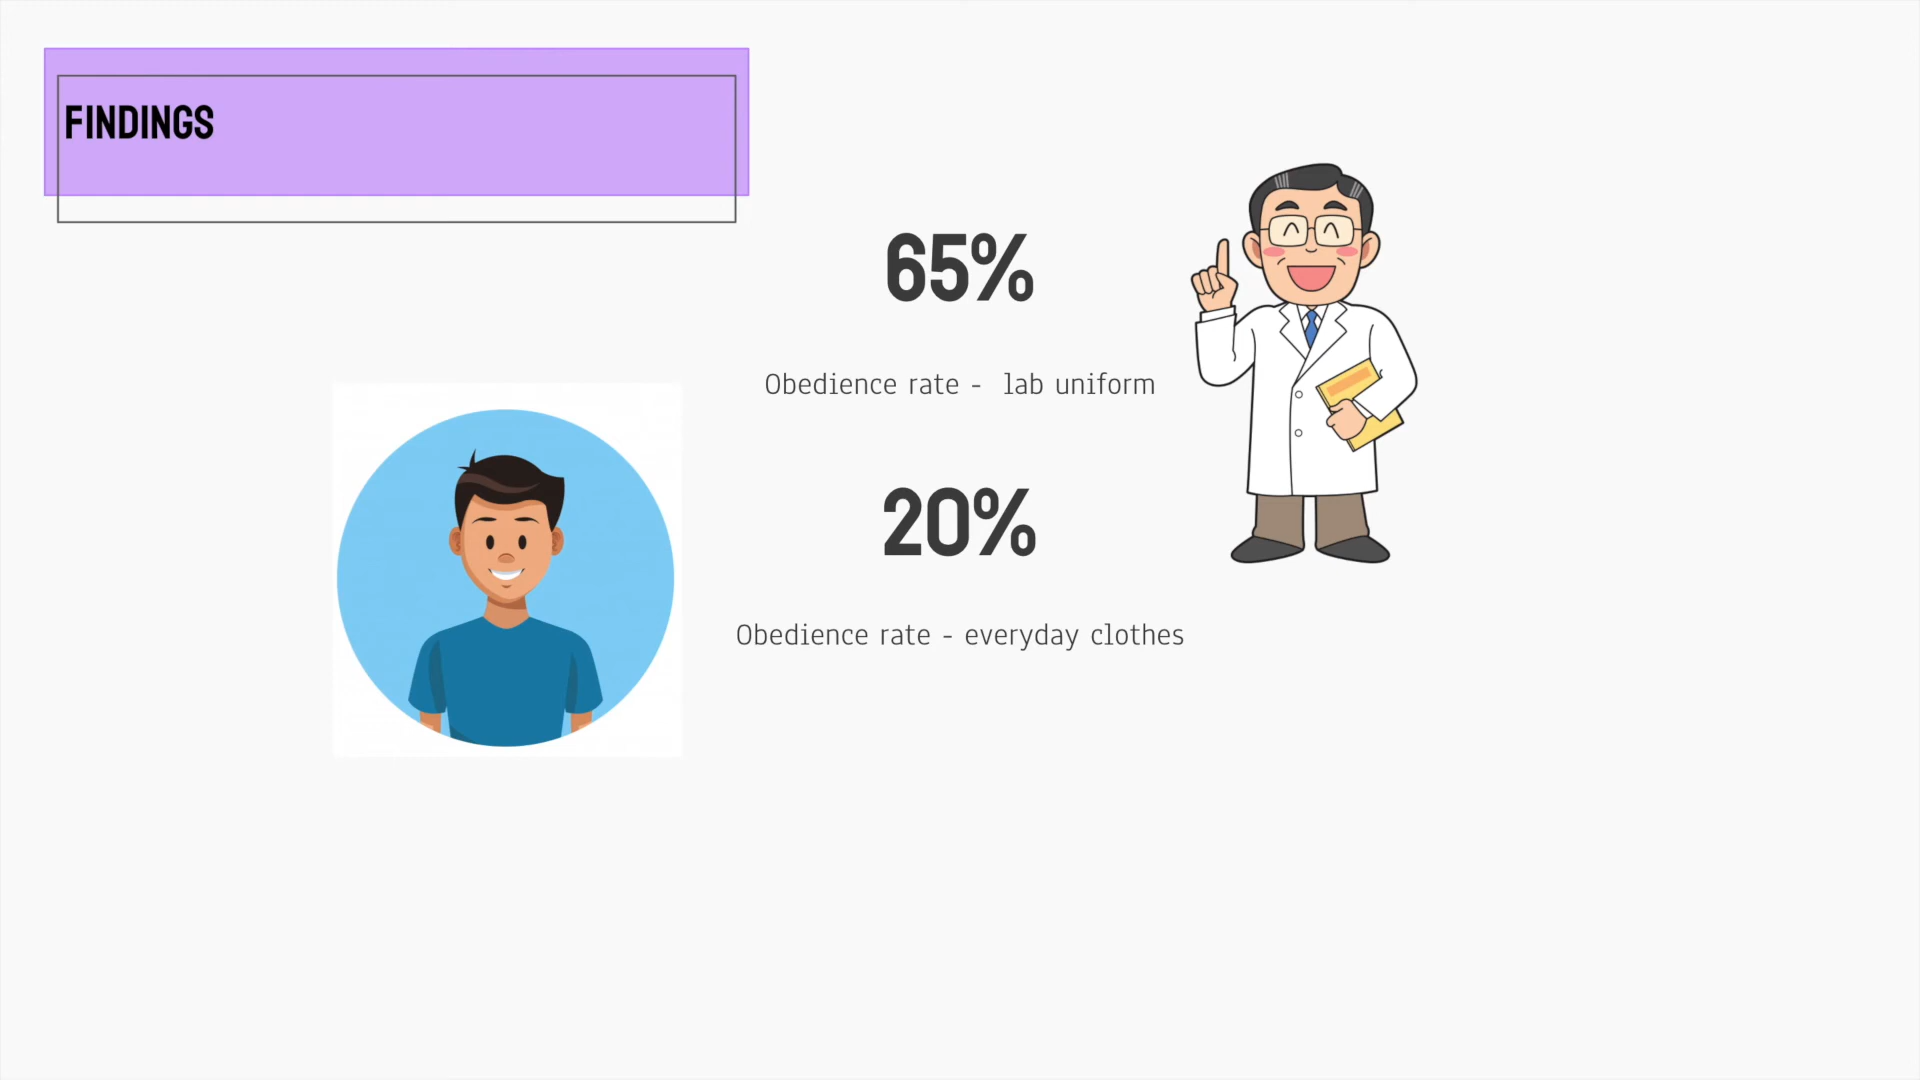 FINDINGS
65%
Obedience rate -  lab uniform
20%
Obedience rate - everyday clothes